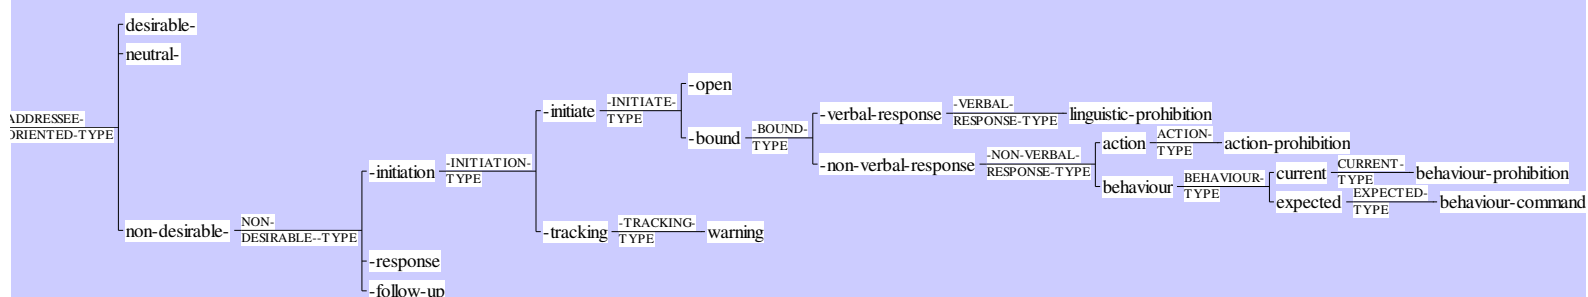 desirable-
neutral-
ADDRESSEE-
ORIENTED-TYPE
non-desirable-
NON-
DESIRABLE--TYPE
-initiation
-INITIATION-
TYPE
-initiate
-INITIATE-
TYPE
-open
-bound
-BOUND-
TYPE
-verbal-response
-VERBAL-
RESPONSE-TYPE
linguistic-prohibition
-non-verbal-response
-NON-VERBAL-
RESPONSE-TYPE
action
ACTION-
TYPE
action-prohibition
behaviour
BEHAVIOUR-
TYPE
current
CURRENT-
TYPE
behaviour-prohibition
expected
EXPECTED-
TYPE
behaviour-command
-tracking
-TRACKING-
TYPE
warning
-response
-follow-up